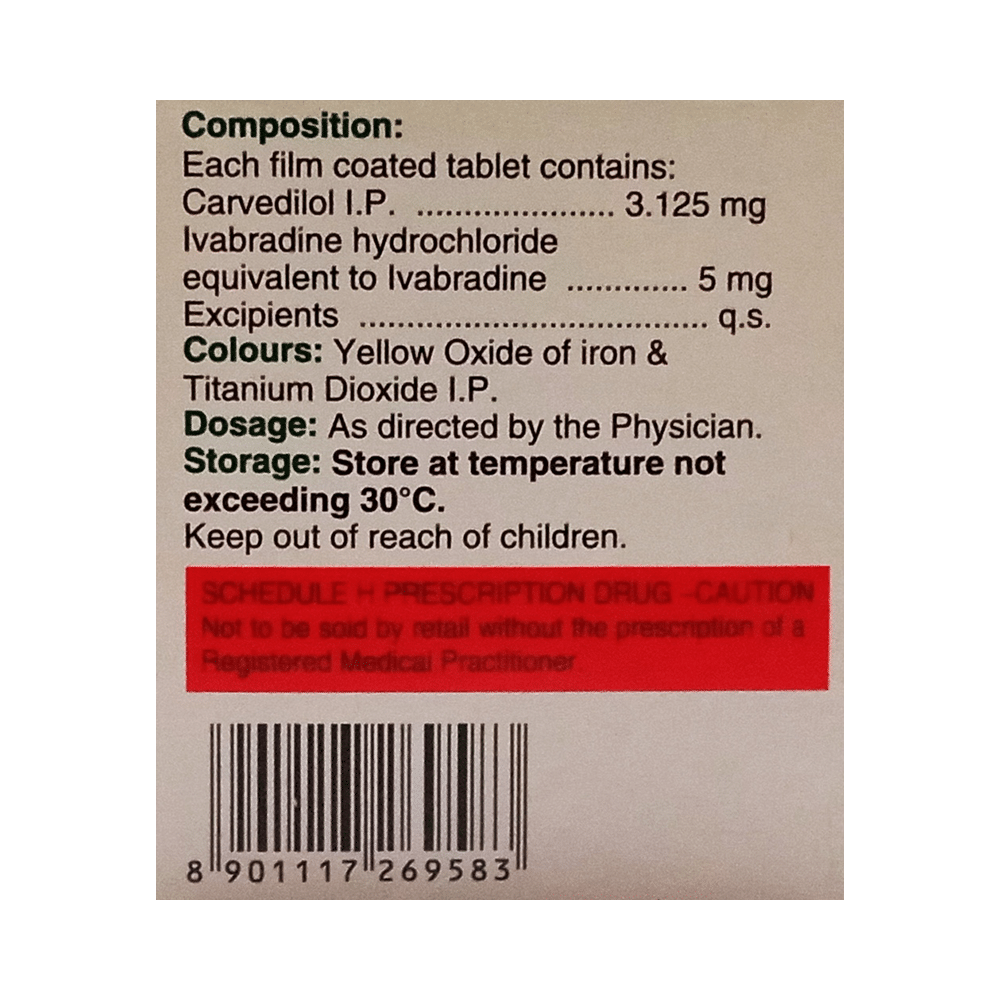 Composition:
Each film coated tablet contains:
Carvedilol I.P. ..................... 3.125 mg
Ivabradine hydrochloride
equivalent to Ivabradine ............. 5 mg
Excipients ..................................... q.s.
Colours: Yellow Oxide of iron &
Titanium Dioxide I.P.
Dosage: As directed by the Physician.
Storage: Store at temperature not
exceeding 30°C.
Keep out of reach of children.
SCHEDULE H PRESCRIPTION DRUG -CAUTION
Not to be sold by retail without the prescription of a
Registered Medical Practitioner.
8 901117 269583